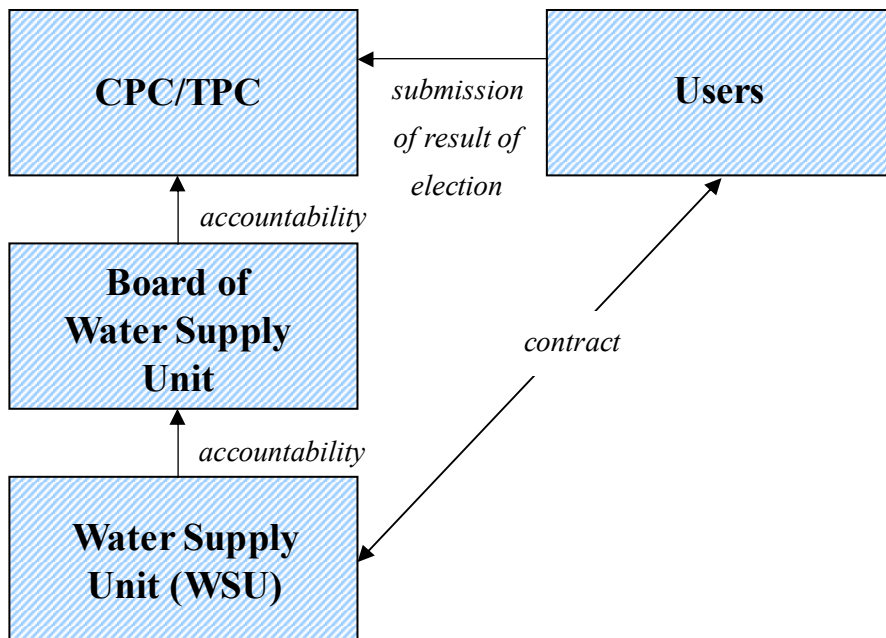 CPC/TPC
submission
of result of
election
Users
accountability
Board of
Water Supply
Unit
contract
accountability
Water Supply
Unit (WSU)